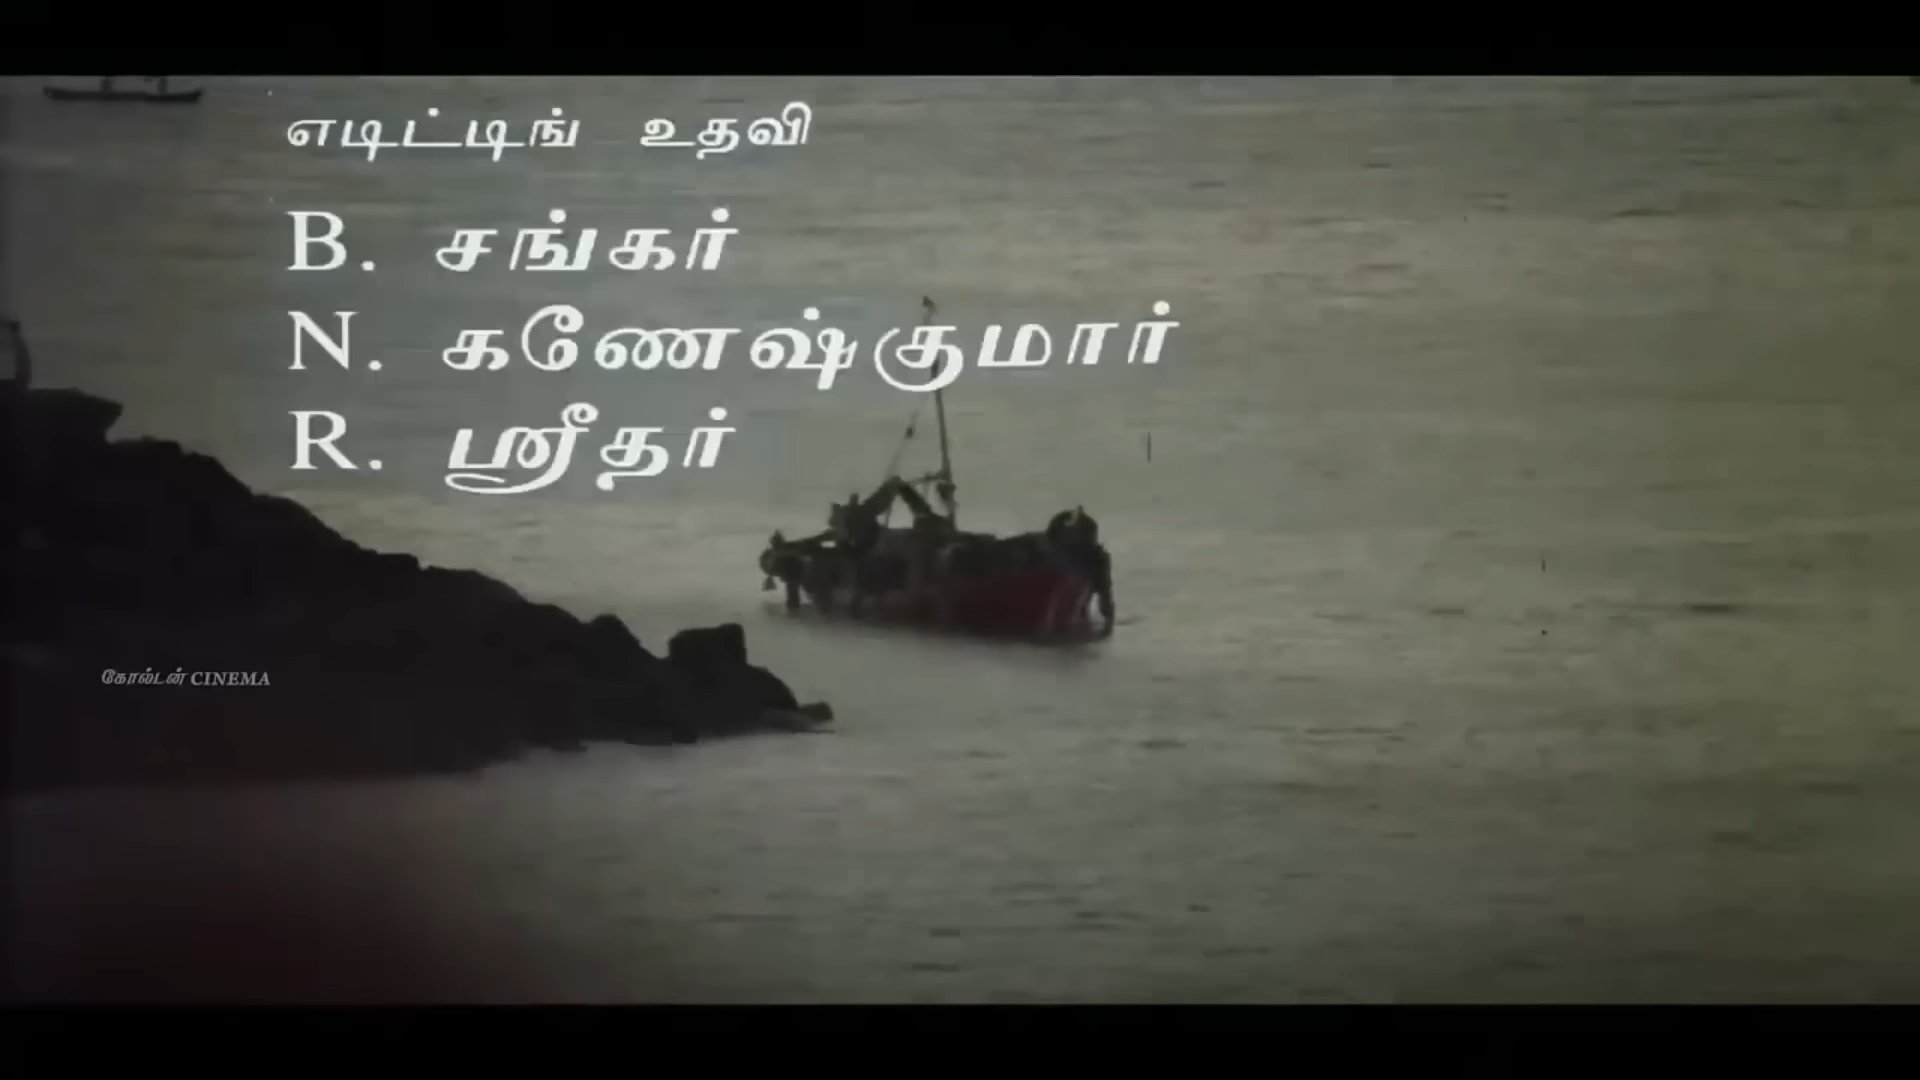 எடிட்டிங் உதவி
B. சங்கர்
N. கணேஷ்குமார்
R. ஸ்ரீதர்
கோல்டன் CINEMA